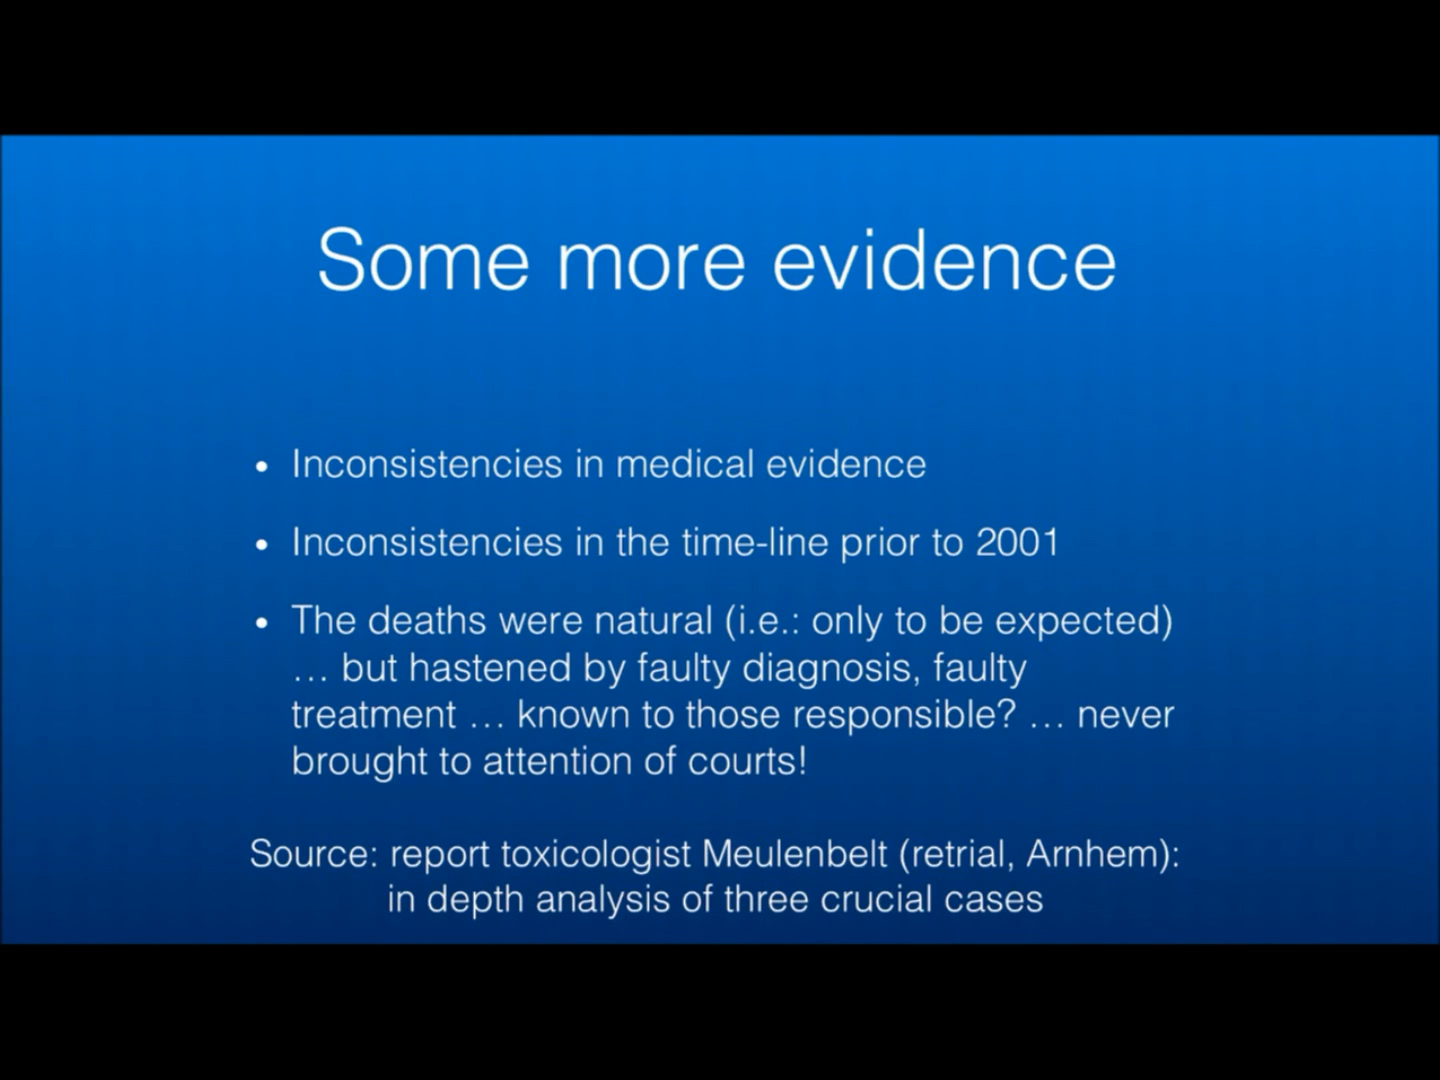 Some more evidence
• Inconsistencies in medical evidence
• Inconsistencies in the time-line prior to 2001
• The deaths were natural (i.e.: only to be expected)
… but hastened by faulty diagnosis, faulty
treatment … known to those responsible? … never
brought to attention of courts!
Source: report toxicologist Meulenbelt (retrial, Arnhem):
in depth analysis of three crucial cases